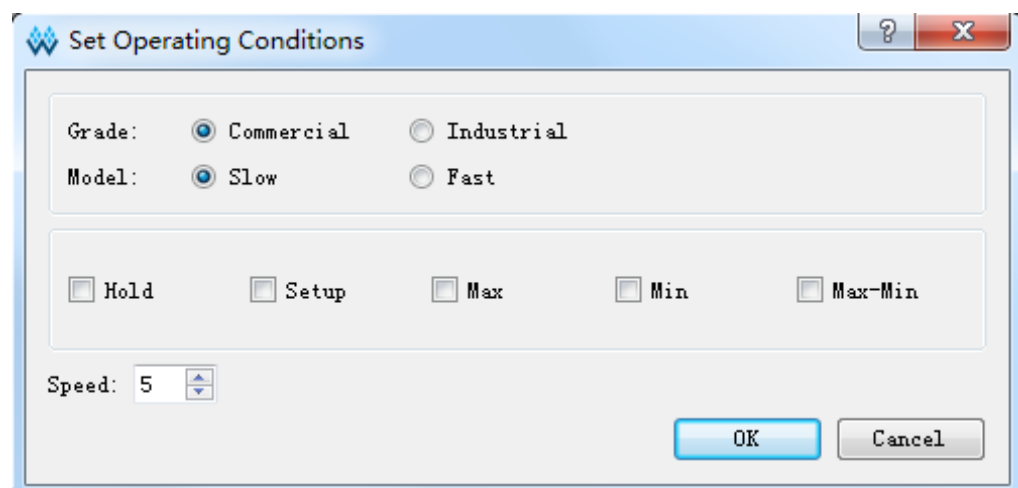 Set Operating Conditions
?
Grade: Commercial Industrial
Model: Slow Fast
Hold Setup Max Min Max-Min
Speed: 5
OK Cancel